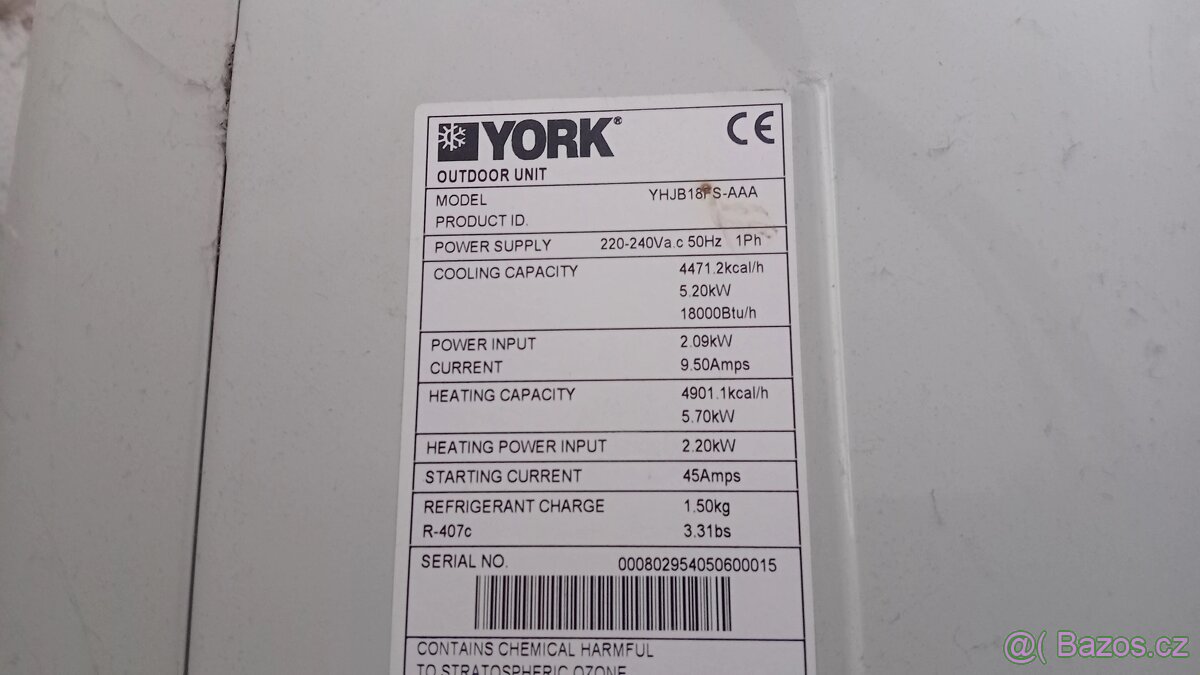 YORK®
CE
OUTDOOR UNIT
MODEL YHJB18FS-AAA
PRODUCT ID.
POWER SUPPLY 220-240Va.c 50Hz 1Ph
COOLING CAPACITY 4471.2kcal/h
5.20kW
18000Btu/h
POWER INPUT 2.09kW
CURRENT 9.50Amps
HEATING CAPACITY 4901.1kcal/h
5.70kW
HEATING POWER INPUT 2.20kW
STARTING CURRENT 45Amps
REFRIGERANT CHARGE 1.50kg
R-407c 3.31bs
SERIAL NO. 000802954050600015
CONTAINS CHEMICAL HARMFUL
TO STRATOSPHERIC OZONE
@( Bazos.cz